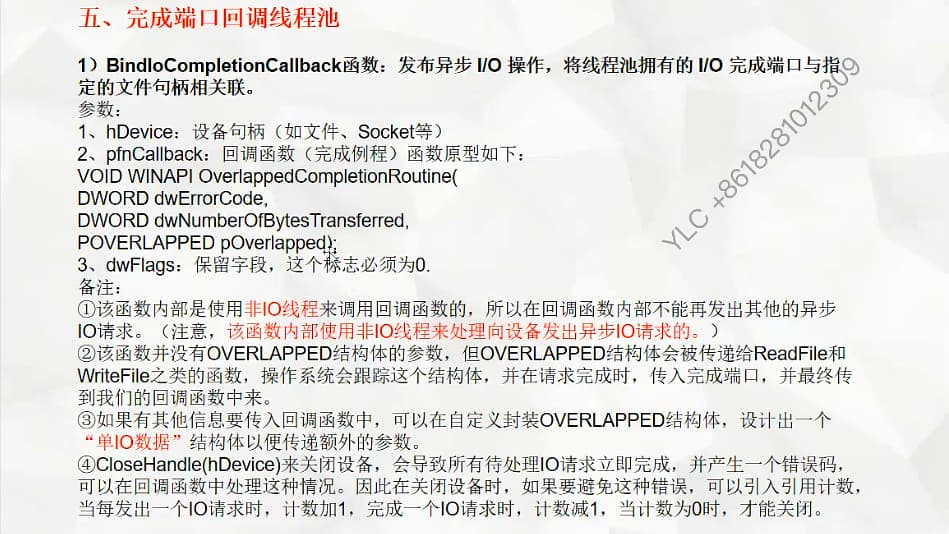 五、完成端口回调线程池
1）BindIoCompletionCallback函数：发布异步 I/O 操作，将线程池拥有的 I/O 完成端口与指
定的文件句柄相关联。
参数：
1、hDevice：设备句柄（如文件、Socket等）
2、pfnCallback：回调函数（完成例程）函数原型如下：
VOID WINAPI OverlappedCompletionRoutine(
DWORD dwErrorCode,
DWORD dwNumberOfBytesTransferred,
POVERLAPPED pOverlapped);
3、dwFlags：保留字段，这个标志必须为0.
备注：
①该函数内部是使用非IO线程来调用回调函数的，所以在回调函数内部不能再发出其他的异步
IO请求。（注意，该函数内部使用非IO线程来处理向设备发出异步IO请求的。）
②该函数并没有OVERLAPPED结构体的参数，但OVERLAPPED结构体会被传递给ReadFile和
WriteFile之类的函数，操作系统会跟踪这个结构体，并在请求完成时，传入完成端口，并最终传
到我们的回调函数中来。
③如果有其他信息要传入回调函数中，可以在自定义封装OVERLAPPED结构体，设计出一个
“单IO数据”结构体以便传递额外的参数。
④CloseHandle(hDevice)来关闭设备，会导致所有待处理IO请求立即完成，并产生一个错误码，
可以在回调函数中处理这种情况。因此在关闭设备时，如果要避免这种错误，可以引入引用计数，
当每发出一个IO请求时，计数加1，完成一个IO请求时，计数减1，当计数为0时，才能关闭。
YLC +8618281012309